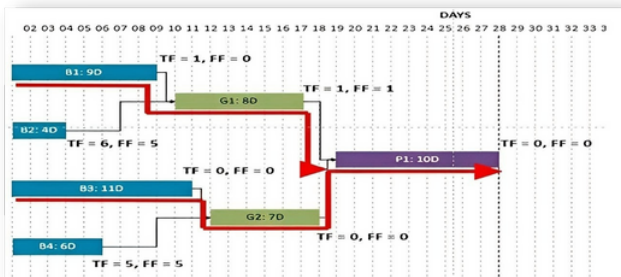 DAYS
02 03 04 05 06 07 08 09 10 11 12 13 14 15 16 17 18 19 20 21 22 23 24 25 26 27 28 29 30 31 32 33 3
TF = 1, FF = 0
B1: 9D
TF = 1, FF = 1
G1: 8D
B2: 4D
TF = 6, FF = 5
TF = 0, FF = 0
P1: 10D
TF = 0, FF = 0
B3: 11D
G2: 7D
TF = 0, FF = 0
B4: 6D
TF = 5, FF = 5